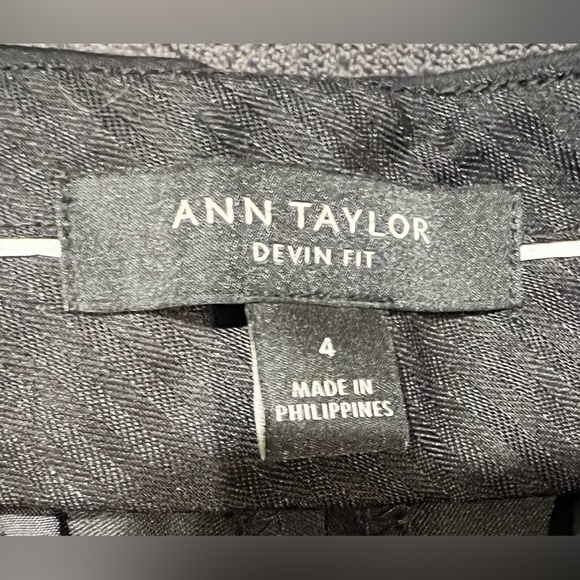 ANN TAYLOR
DEVIN FIT
4
MADE IN
PHILIPPINES